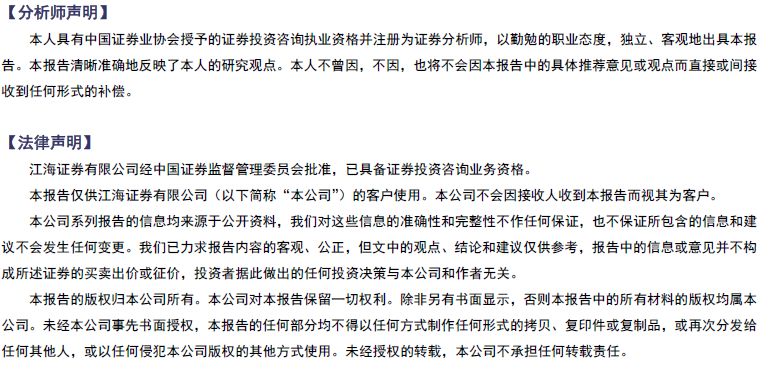 【分析师声明】
本人具有中国证券业协会授予的证券投资咨询执业资格并注册为证券分析师，以勤勉的职业态度，独立、客观地出具本报
告。本报告清晰准确地反映了本人的研究观点。本人不曾因，不因，也将不会因本报告中的具体推荐意见或观点而直接或间接
收到任何形式的补偿。
【法律声明】
江海证券有限公司经中国证券监督管理委员会批准，已具备证券投资咨询业务资格。
本报告仅供江海证券有限公司（以下简称“本公司”）的客户使用。本公司不会因接收人收到本报告而视其为客户。
本公司系列报告的信息均来源于公开资料，我们对这些信息的准确性和完整性不作任何保证，也不保证所包含的信息和建
议不会发生任何变更。我们已力求报告内容的客观、公正，但文中的观点、结论和建议仅供参考，报告中的信息或意见并不构
成所述证券的买卖出价或征价，投资者据此做出的任何投资决策与本公司和作者无关。
本报告的版权归本公司所有。本公司对本报告保留一切权利。除非另有书面显示，否则本报告中的所有材料的版权均属本
公司。未经本公司事先书面授权，本报告的任何部分均不得以任何方式制作任何形式的拷贝、复印件或复制品，或再次分发给
任何其他人，或以任何侵犯本公司版权的其他方式使用。未经授权的转载，本公司不承担任何转载责任。